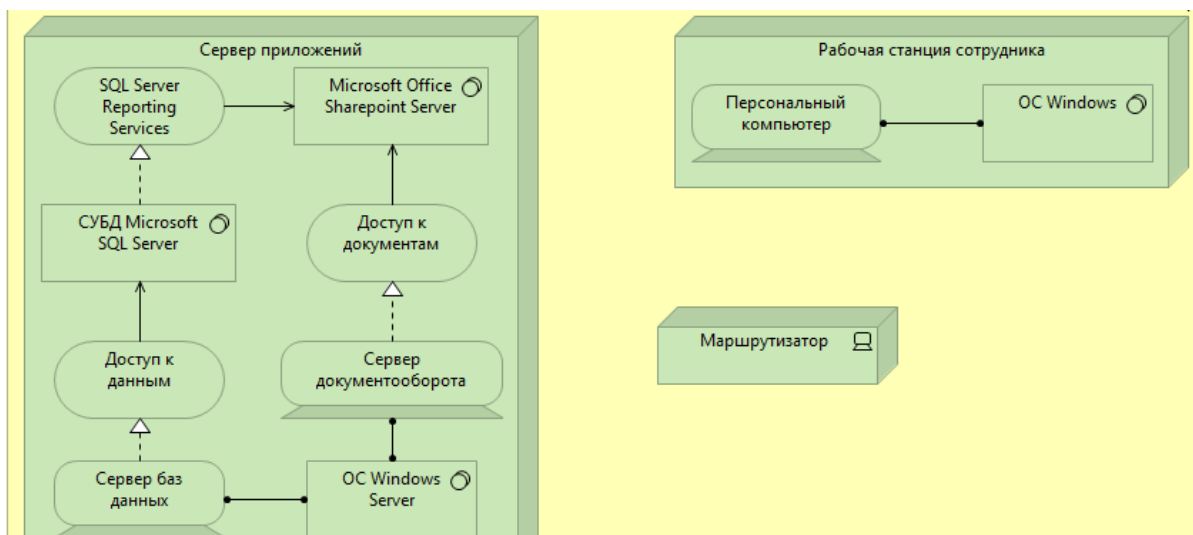 Сервер приложений
SQL Server
Reporting
Services
Microsoft Office
Sharepoint Server
СУБД Microsoft
SQL Server
Доступ к
документам
Доступ к
данным
Сервер
документооборота
Сервер баз
данных
ОС Windows
Server
Рабочая станция сотрудника
Персональный
компьютер
ОС Windows
Маршрутизатор